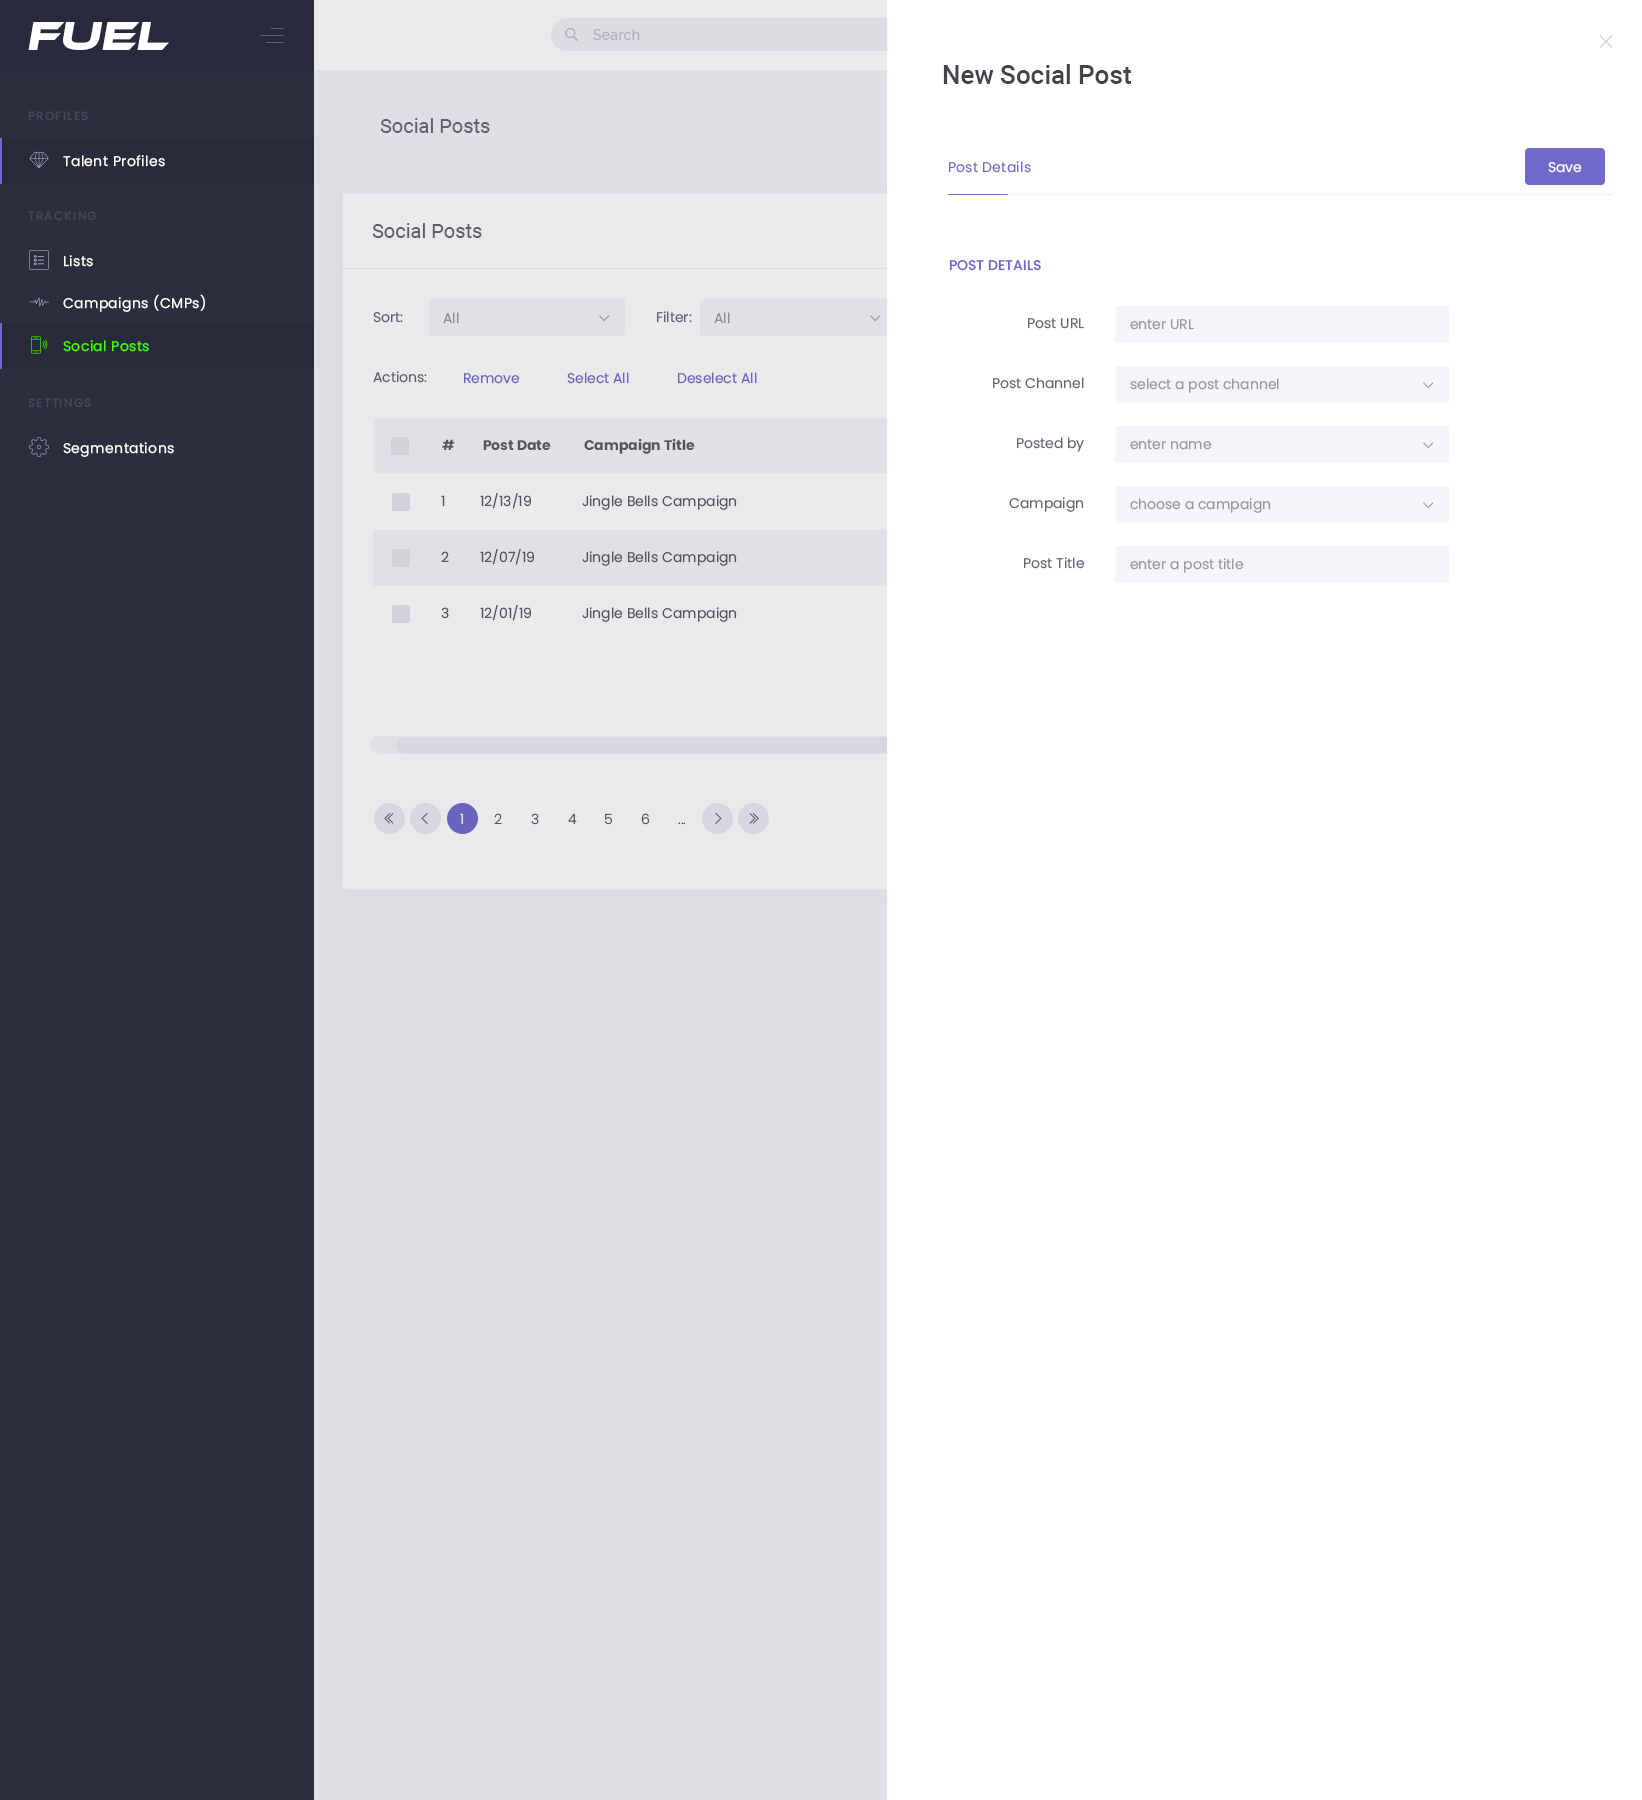 FUEL
PROFILES
Talent Profiles
TRACKING
Lists
Campaigns (CMPs)
Social Posts
SETTINGS
Segmentations
Search
Social Posts
Social Posts
Sort: All Filter: All
Actions: Remove Select All Deselect All
# Post Date Campaign Title
1 12/13/19 Jingle Bells Campaign
2 12/07/19 Jingle Bells Campaign
3 12/01/19 Jingle Bells Campaign
1 2 3 4 5 6 ...
New Social Post
Post Details Save
POST DETAILS
Post URL enter URL
Post Channel select a post channel
Posted by enter name
Campaign choose a campaign
Post Title enter a post title